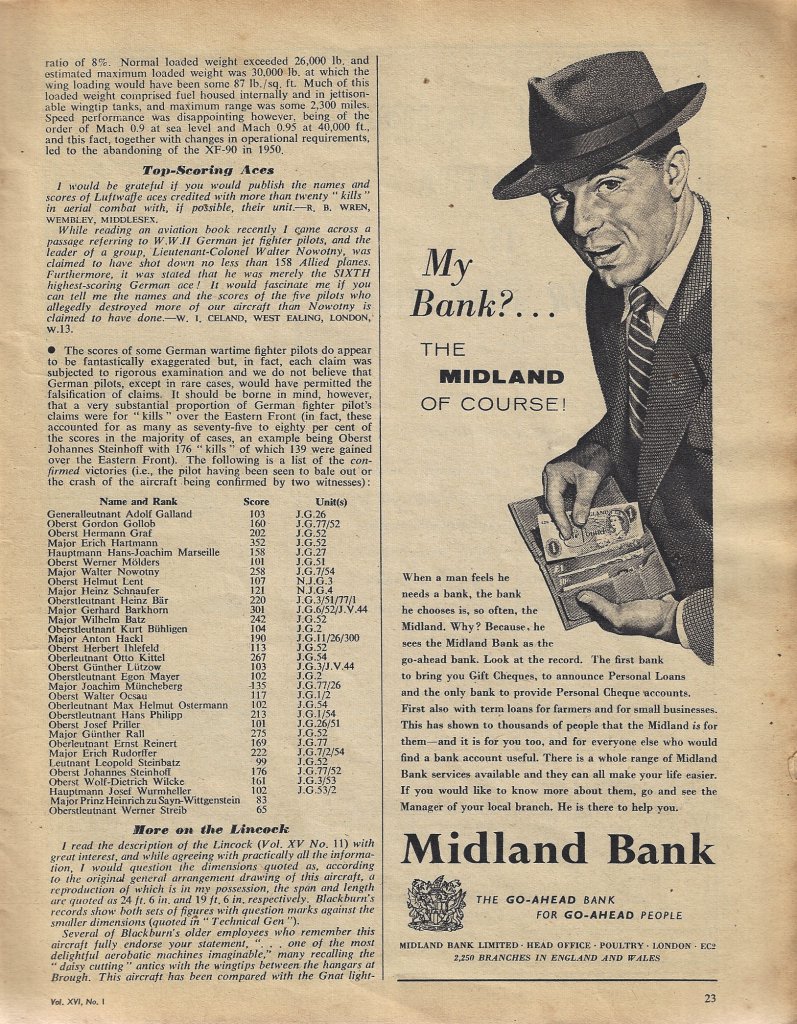 ratio of 8%. Normal loaded weight exceeded 26,000 lb. and
estimated maximum loaded weight was 30,000 lb. at which the
wing loading would have been some 87 lb./sq. ft. Much of this
loaded weight comprised fuel housed internally and in jettison-
able wingtip tanks, and maximum range was some 2,300 miles.
Speed performance was disappointing however, being of the
order of Mach 0.9 at sea level and Mach 0.95 at 40,000 ft.,
and this fact, together with changes in operational requirements,
led to the abandoning of the XF-90 in 1950.
Top-Scoring Aces
I would be grateful if you would publish the names and
scores of Luftwaffe aces credited with more than twenty "kills"
in aerial combat with, if possible, their unit.—R. B. WREN,
WEMBLEY, MIDDLESEX.
While reading an aviation book recently I came across a
passage referring to W.W.II German jet fighter pilots, and the
leader of a group, Lieutenant-Colonel Walter Nowotny, was
claimed to have shot down no less than 158 Allied planes.
Furthermore, it was stated that he was merely the SIXTH
highest-scoring German ace! It would fascinate me if you
can tell me the names and the scores of the five pilots who
allegedly destroyed more of our aircraft than Nowotny is
claimed to have done.—W. I. CELAND, WEST EALING, LONDON,
W.13.
● The scores of some German wartime fighter pilots do appear
to be fantastically exaggerated but, in fact, each claim was
subjected to rigorous examination and we do not believe that
German pilots, except in rare cases, would have permitted the
falsification of claims. It should be borne in mind, however,
that a very substantial proportion of German fighter pilot's
claims were for "kills" over the Eastern Front (in fact, these
accounted for as many as seventy-five to eighty per cent of
the scores in the majority of cases, an example being Oberst
Johannes Steinhoff with 176 "kills" of which 139 were gained
over the Eastern Front). The following is a list of the con-
firmed victories (i.e., the pilot having been seen to bale out or
the crash of the aircraft being confirmed by two witnesses):
Name and Rank Score Unit(s)
Generalleutnant Adolf Galland 103 J.G.26
Oberst Gordon Gollob 160 J.G.77/52
Oberst Hermann Graf 202 J.G.52
Major Erich Hartmann 352 J.G.52
Hauptmann Hans-Joachim Marseille 158 J.G.27
Oberst Werner Mölders 101 J.G.51
Major Walter Nowotny 258 J.G.7/54
Oberst Helmut Lent 107 N.J.G.3
Major Heinz Schnaufer 121 N.J.G.4
Oberstleutnant Heinz Bär 220 J.G.3/51/77/1
Major Gerhard Barkhorn 301 J.G.6/52/J.V.44
Major Wilhelm Batz 242 J.G.52
Oberstleutnant Kurt Bühligen 104 J.G.2
Major Anton Hackl 190 J.G.11/26/300
Oberst Herbert Ihlefeld 113 J.G.52
Oberleutnant Otto Kittel 267 J.G.54
Oberst Günther Lützow 103 J.G.3/J.V.44
Oberstleutnant Egon Mayer 102 J.G.2
Major Joachim Müncheberg 135 J.G.77/26
Oberst Walter Oesau 117 J.G.1/2
Oberleutnant Max Helmut Ostermann 102 J.G.54
Oberstleutnant Hans Philipp 213 J.G.1/54
Oberst Josef Priller 101 J.G.26/51
Major Günther Rall 275 J.G.52
Oberleutnant Ernst Reinert 169 J.G.77
Major Erich Rudorffer 222 J.G.7/2/54
Leutnant Leopold Steinbatz 99 J.G.52
Oberst Johannes Steinhoff 176 J.G.77/52
Oberst Wolf-Dietrich Wilcke 161 J.G.3/53
Hauptmann Josef Wurmheller 102 J.G.53/2
Major Prinz Heinrich zu Sayn-Wittgenstein 83
Oberstleutnant Werner Streib 65
More on the Lincock
I read the description of the Lincock (Vol. XV No. 11) with
great interest, and while agreeing with practically all the informa-
tion, I would question the dimensions quoted as, according
to the original general arrangement drawing of this aircraft, a
reproduction of which is in my possession, the span and length
are quoted as 24 ft. 6 in. and 19 ft. 6 in. respectively. Blackburn's
records show both sets of figures with question marks against the
smaller dimensions (quoted in "Technical Gen").
Several of Blackburn's older employees who remember this
aircraft fully endorse your statement, ". . . one of the most
delightful aerobatic machines imaginable," many recalling the
"daisy cutting" antics with the wingtips between the hangars at
Brough. This aircraft has been compared with the Gnat light-
Vol. XVI, No. 1
My
Bank?...
THE
MIDLAND
OF COURSE!
When a man feels he
needs a bank, the bank
he chooses is, so often, the
Midland. Why? Because, he
sees the Midland Bank as the
go-ahead bank. Look at the record. The first bank
to bring you Gift Cheques, to announce Personal Loans
and the only bank to provide Personal Cheque accounts.
First also with term loans for farmers and for small businesses.
This has shown to thousands of people that the Midland is for
them—and it is for you too, and for everyone else who would
find a bank account useful. There is a whole range of Midland
Bank services available and they can all make your life easier.
If you would like to know more about them, go and see the
Manager of your local branch. He is there to help you.
Midland Bank
THE GO-AHEAD BANK
FOR GO-AHEAD PEOPLE
MIDLAND BANK LIMITED · HEAD OFFICE · POULTRY · LONDON · EC2
2,250 BRANCHES IN ENGLAND AND WALES
23